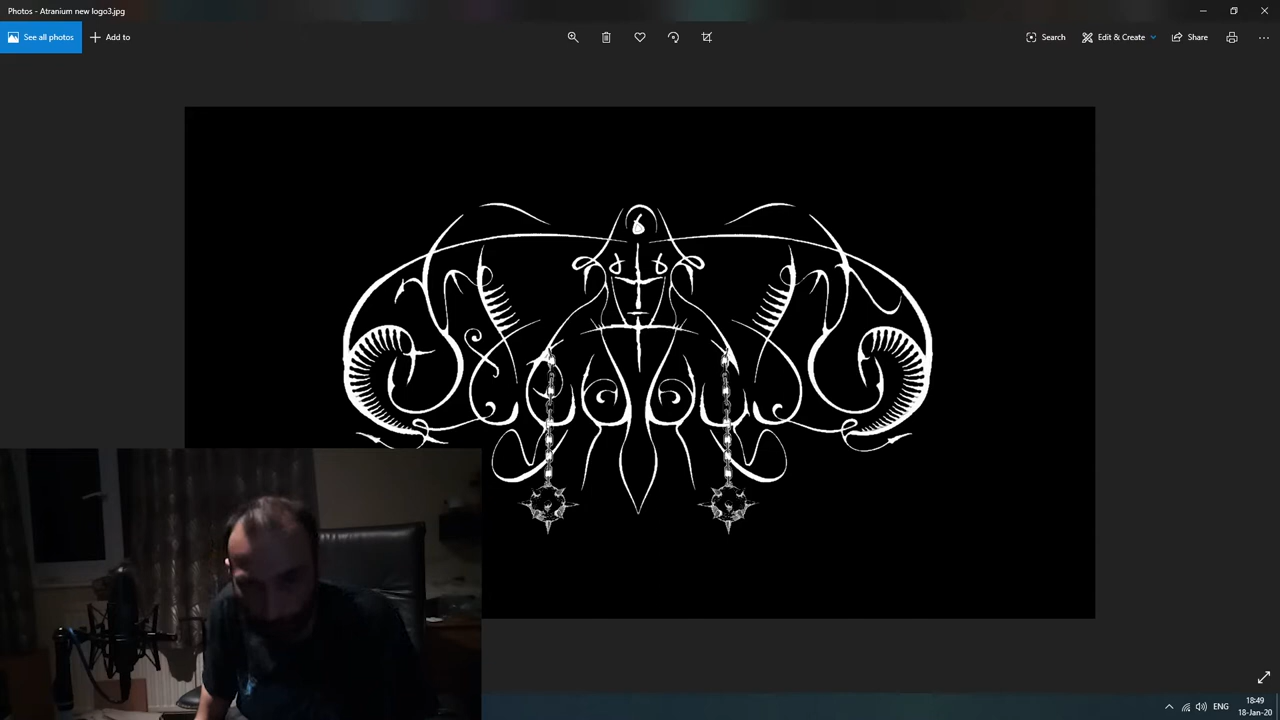 Photos - Atranium new logo3.jpg
See all photos
Add to
Search
Edit & Create
Share
ENG
18:49
18-Jan-20